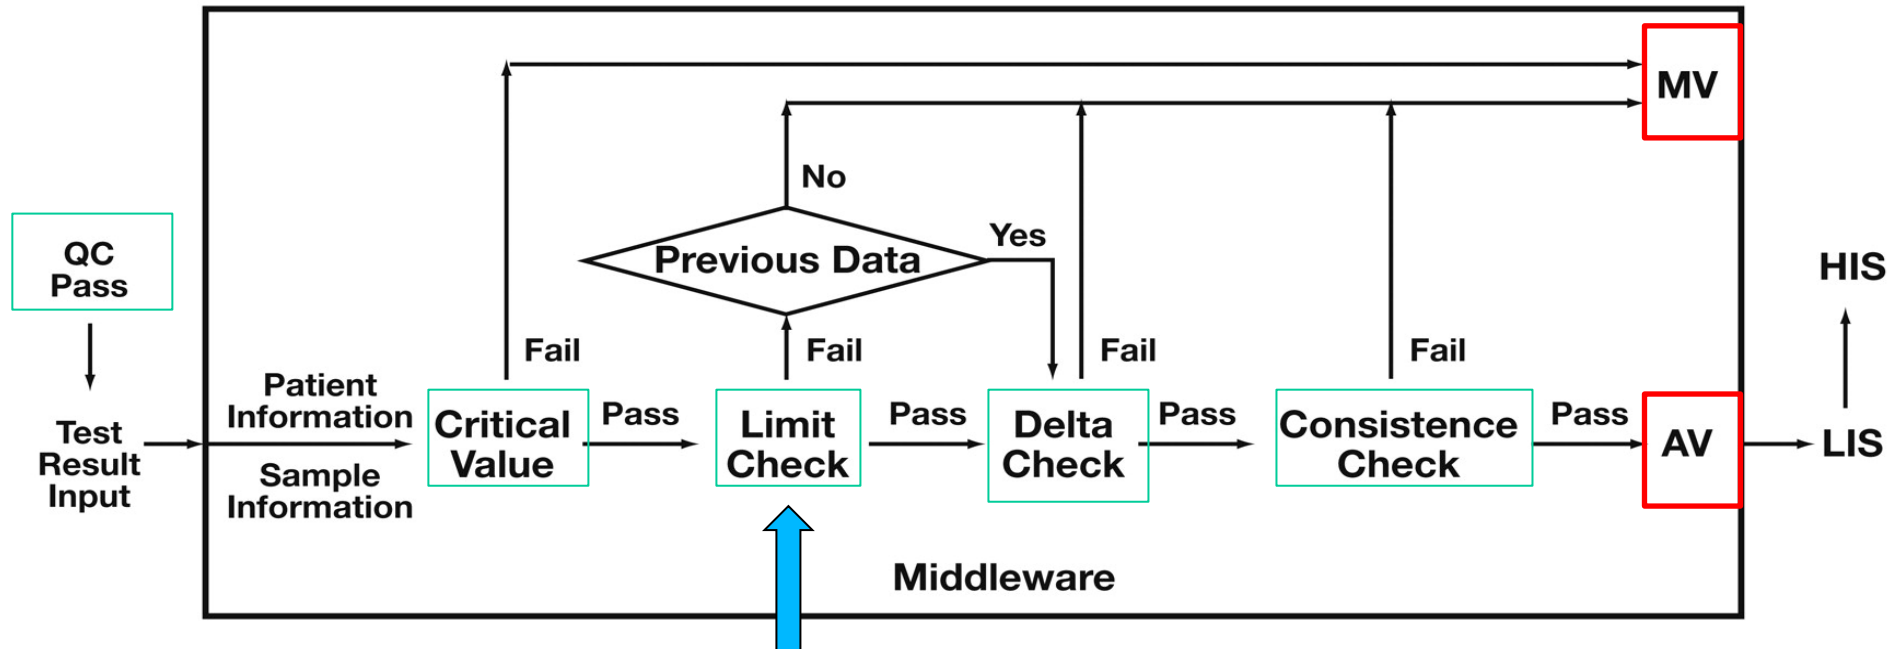 MV
No
Yes
Previous Data
QC
Pass
HIS
Fail
Fail
Fail
Fail
Patient
Information
Test
Result
Input
Sample
Information
Critical
Value
Pass
Limit
Check
Pass
Delta
Check
Pass
Consistence
Check
Pass
AV
LIS
Middleware